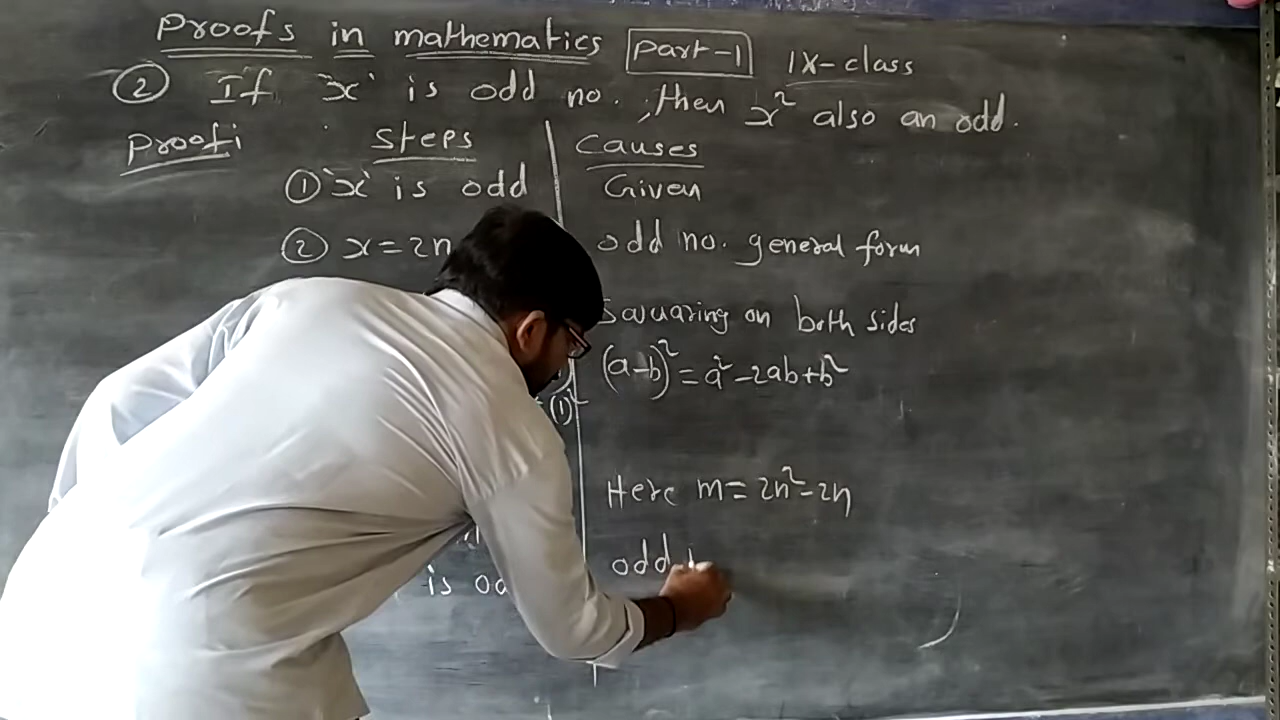 Proofs in mathematics Part-1 IX-class
② If 'x' is odd no., then x² also an odd.
Proof: Steps Causes
① 'x' is odd Given
② x = 2n odd no. general form
Squaring on both sides
(a-b)² = a² - 2ab + b²
(1)²
Here m = 2n² - 2n
odd
is od